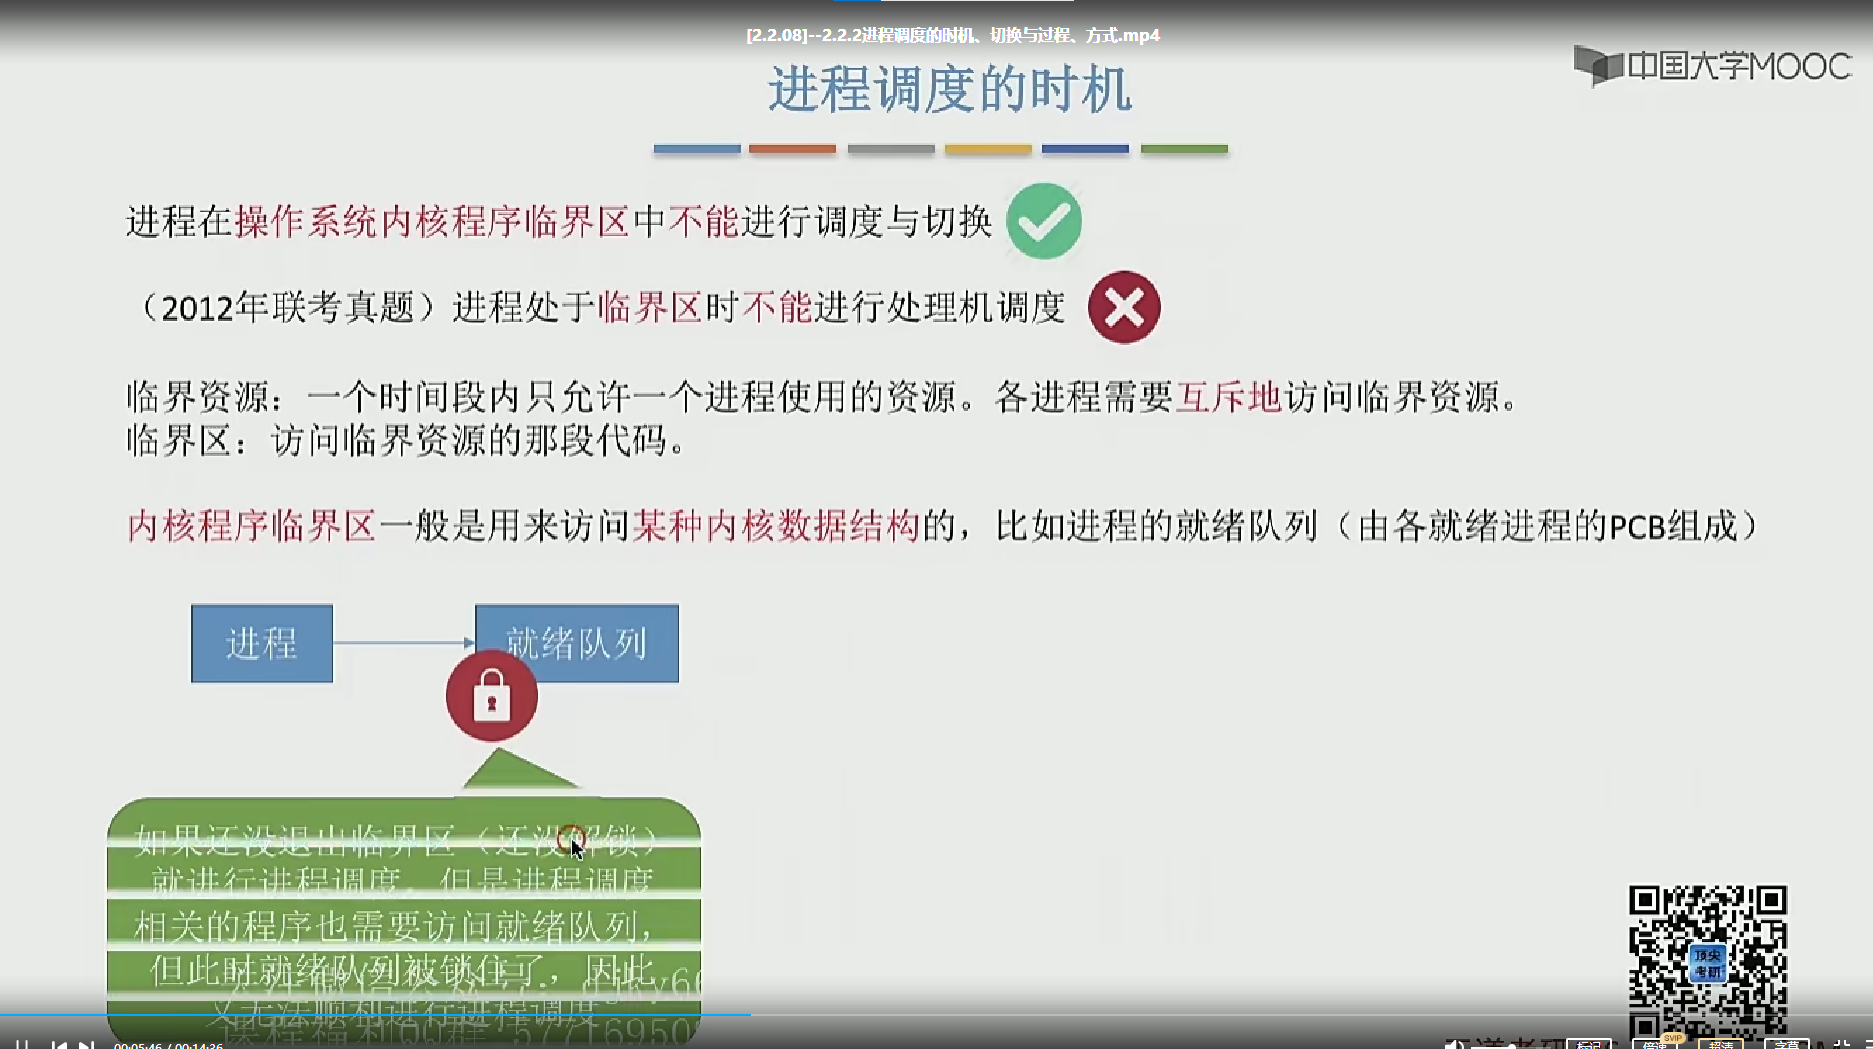 [2.2.08]--2.2.2进程调度的时机、切换与过程、方式.mp4
中国大学MOOC
进程调度的时机
进程在操作系统内核程序临界区中不能进行调度与切换
（2012年联考真题）进程处于临界区时不能进行处理机调度
临界资源：一个时间段内只允许一个进程使用的资源。各进程需要互斥地访问临界资源。
临界区：访问临界资源的那段代码。
内核程序临界区一般是用来访问某种内核数据结构的，比如进程的就绪队列（由各就绪进程的PCB组成）
进程
就绪队列
如果还没退出临界区（还没解锁）
就进行进程调度，但是进程调度
相关的程序也需要访问就绪队列，
但此时就绪队列被锁住了，因此
又无法顺利进行进程调度
顶尖
考研
00:05:46 / 00:14:36
标记
倍速
SVIP
超清
字幕